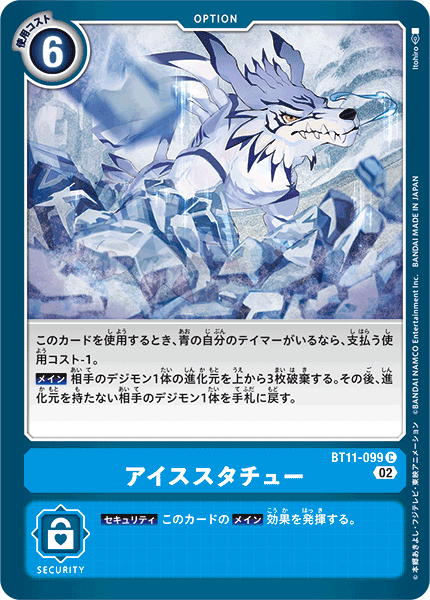 使用コスト
6
OPTION
Itohiro
このカードを使用するとき、青の自分のテイマーがいるなら、支払う使
用コスト-1。
メイン 相手のデジモン1体の進化元を上から3枚破棄する。その後、進
化元を持たない相手のデジモン1体を手札に戻す。
BT11-099 C
アイススタチュー
02
セキュリティ このカードの メイン 効果を発揮する。
SECURITY
©BANDAI NAMCO Entertainment Inc. BANDAI MADE IN JAPAN
©本郷あきよし・フジテレビ・東映アニメーション